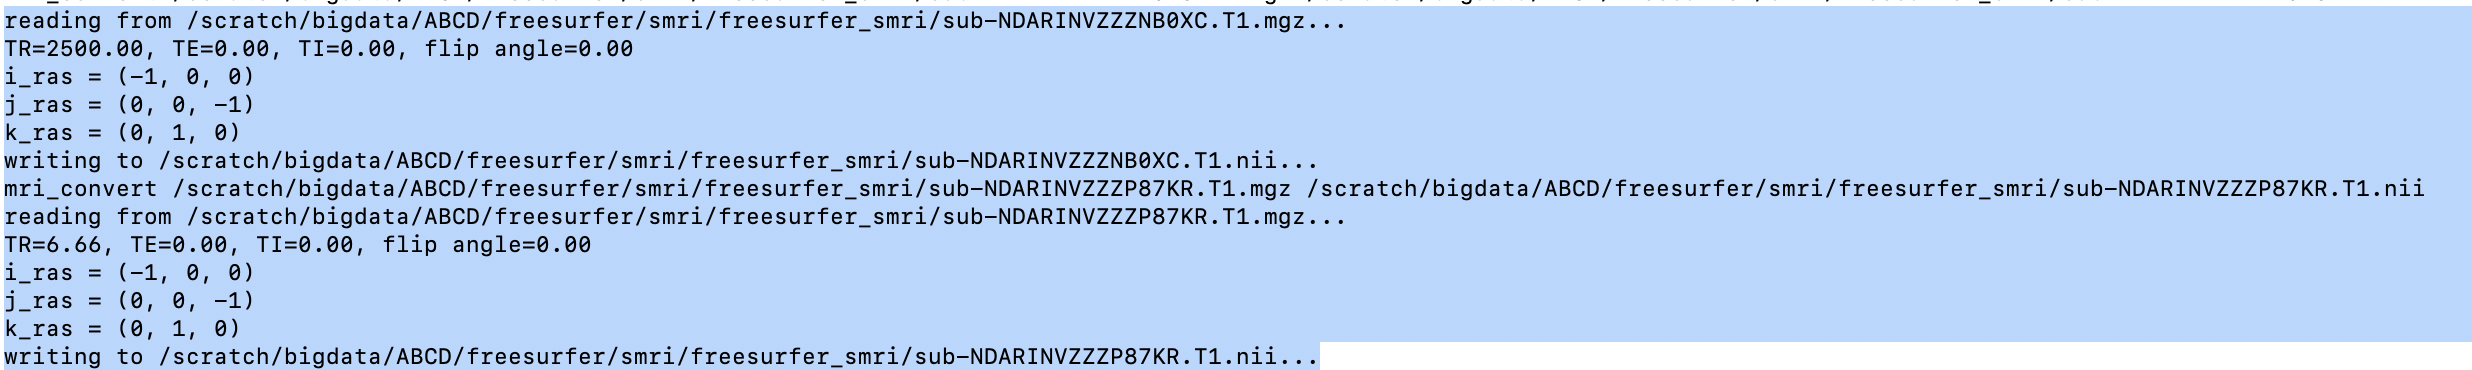 reading from /scratch/bigdata/ABCD/freesurfer/smri/freesurfer_smri/sub-NDARINVZZZNB0XC.T1.mgz...
TR=2500.00, TE=0.00, TI=0.00, flip angle=0.00
i_ras = (-1, 0, 0)
j_ras = (0, 0, -1)
k_ras = (0, 1, 0)
writing to /scratch/bigdata/ABCD/freesurfer/smri/freesurfer_smri/sub-NDARINVZZZNB0XC.T1.nii...
mri_convert /scratch/bigdata/ABCD/freesurfer/smri/freesurfer_smri/sub-NDARINVZZZP87KR.T1.mgz /scratch/bigdata/ABCD/freesurfer/smri/freesurfer_smri/sub-NDARINVZZZP87KR.T1.nii
reading from /scratch/bigdata/ABCD/freesurfer/smri/freesurfer_smri/sub-NDARINVZZZP87KR.T1.mgz...
TR=6.66, TE=0.00, TI=0.00, flip angle=0.00
i_ras = (-1, 0, 0)
j_ras = (0, 0, -1)
k_ras = (0, 1, 0)
writing to /scratch/bigdata/ABCD/freesurfer/smri/freesurfer_smri/sub-NDARINVZZZP87KR.T1.nii...